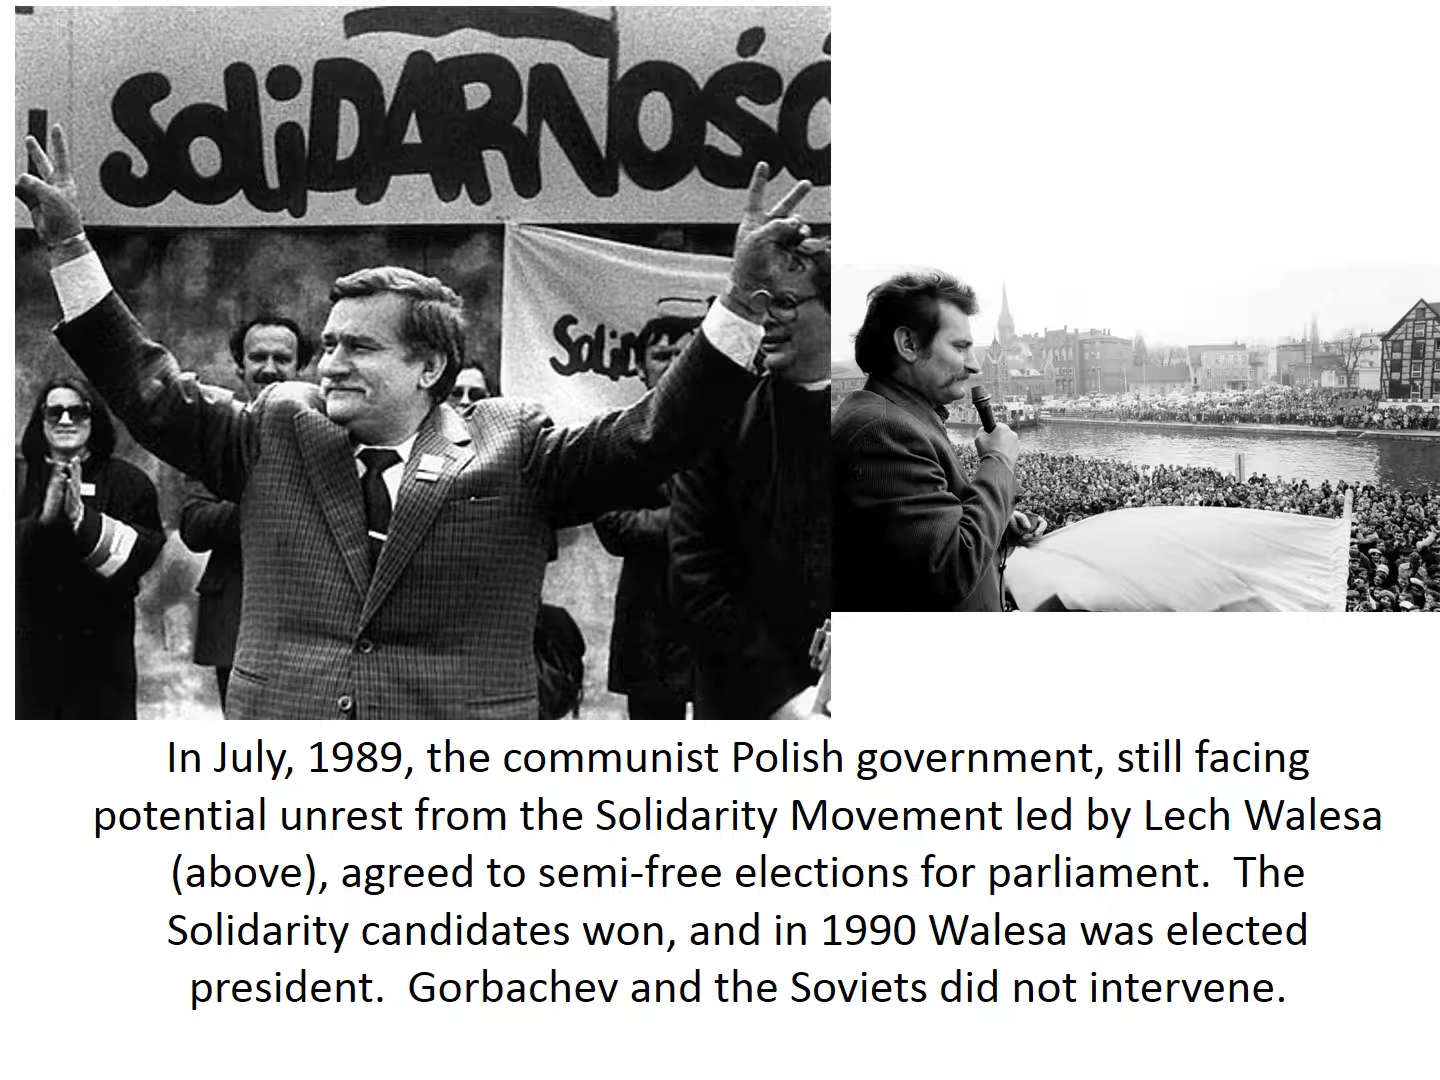 SOLiDARNOŚĆ
Soli
In July, 1989, the communist Polish government, still facing
potential unrest from the Solidarity Movement led by Lech Walesa
(above), agreed to semi-free elections for parliament.  The
Solidarity candidates won, and in 1990 Walesa was elected
president.  Gorbachev and the Soviets did not intervene.